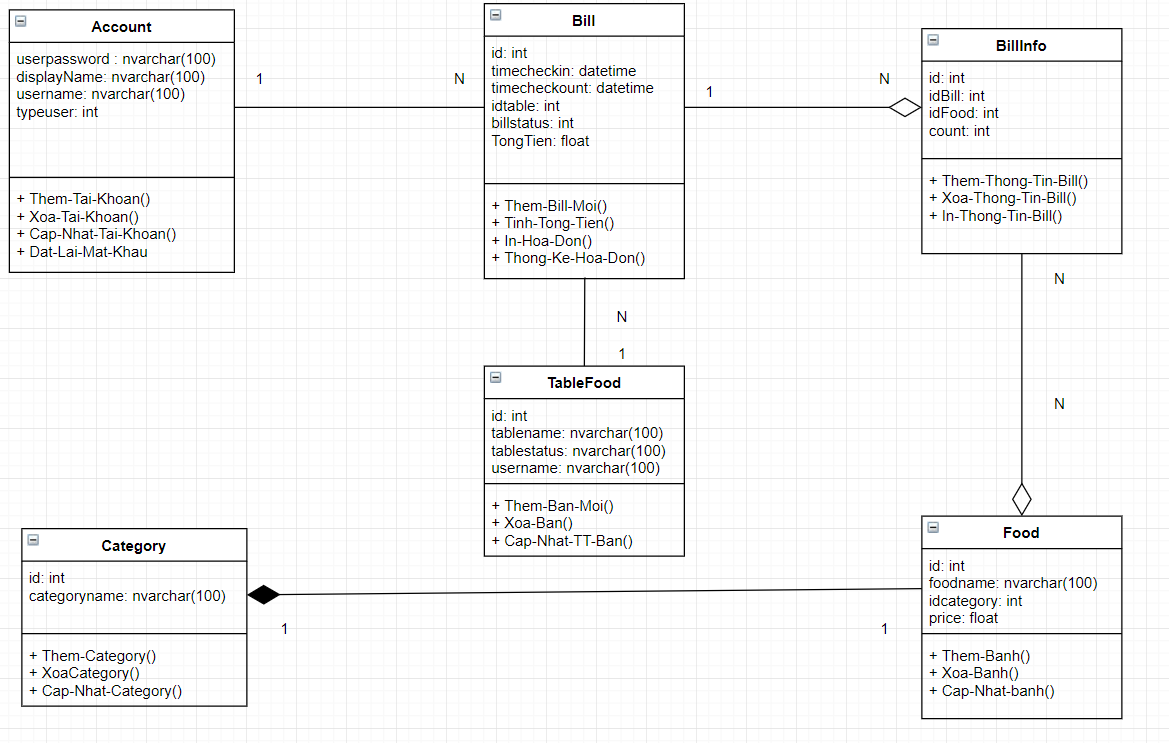 Account
userpassword : nvarchar(100)
displayName: nvarchar(100)
username: nvarchar(100)
typeuser: int
+ Them-Tai-Khoan()
+ Xoa-Tai-Khoan()
+ Cap-Nhat-Tai-Khoan()
+ Dat-Lai-Mat-Khau
1
N
Bill
id: int
timecheckin: datetime
timecheckount: datetime
idtable: int
billstatus: int
TongTien: float
+ Them-Bill-Moi()
+ Tinh-Tong-Tien()
+ In-Hoa-Don()
+ Thong-Ke-Hoa-Don()
1
N
BillInfo
id: int
idBill: int
idFood: int
count: int
+ Them-Thong-Tin-Bill()
+ Xoa-Thong-Tin-Bill()
+ In-Thong-Tin-Bill()
N
1
N
N
TableFood
id: int
tablename: nvarchar(100)
tablestatus: nvarchar(100)
username: nvarchar(100)
+ Them-Ban-Moi()
+ Xoa-Ban()
+ Cap-Nhat-TT-Ban()
Category
id: int
categoryname: nvarchar(100)
+ Them-Category()
+ XoaCategory()
+ Cap-Nhat-Category()
1
1
Food
id: int
foodname: nvarchar(100)
idcategory: int
price: float
+ Them-Banh()
+ Xoa-Banh()
+ Cap-Nhat-banh()